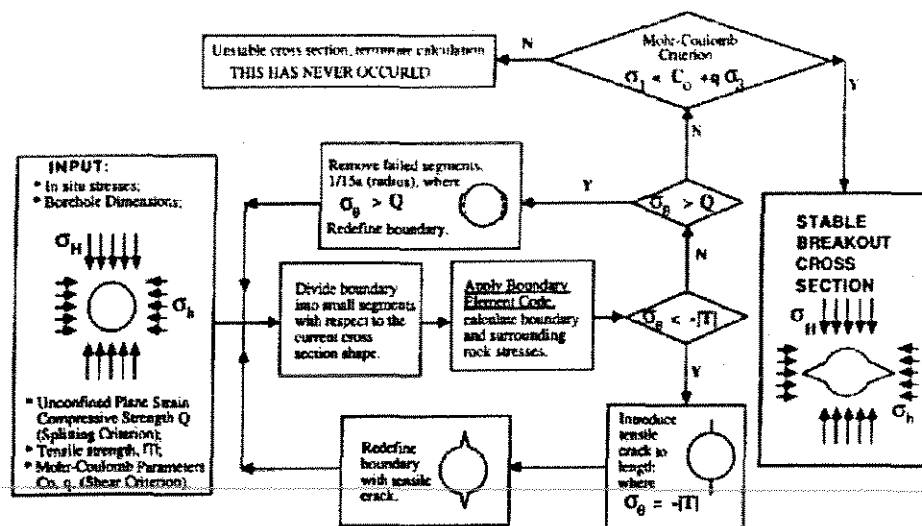 Unstable cross section, terminate calculation
THIS HAS NEVER OCCURED
N
Mohr-Coulomb
Criterion
σ₁ < C₀ + q σ₃
Y
N
INPUT:
* In situ stresses;
* Borehole Dimensions;
σH
σh
* Unconfined Plane Strain
Compressive Strength Q
(Splitting Criterion);
* Tensile strength, |T|;
* Mohr-Coulomb Parameters
Co, q. (Shear Criterion)
Remove failed segments,
1/15a (radius), where
σθ > Q
Redefine boundary.
Y
σθ > Q
N
Divide boundary
into small segments
with respect to the
current cross
section shape.
Apply Boundary
Element Code,
calculate boundary
and surrounding
rock stresses.
σθ < -|T|
Y
Redefine
boundary
with tensile
crack.
Introduce
tensile
crack to
length:
where
σθ = -|T|
STABLE
BREAKOUT
CROSS
SECTION
σH
σh